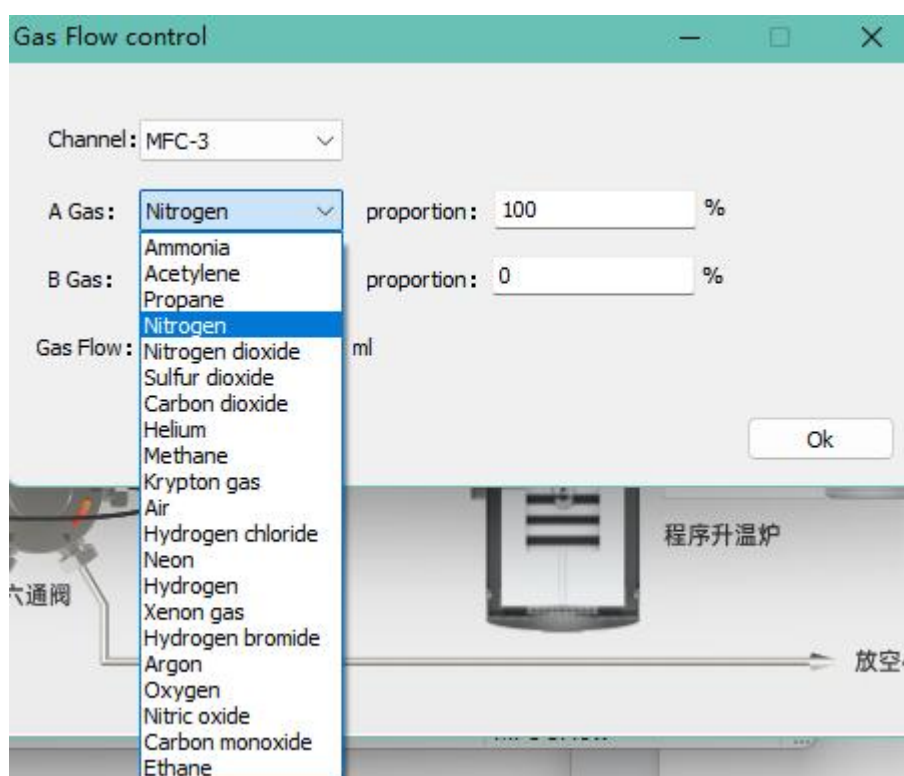 Gas Flow control
Channel: MFC-3
A Gas: Nitrogen proportion: 100 %
Ammonia
Acetylene
B Gas: proportion: 0 %
Propane
Nitrogen
Gas Flow: ml
Nitrogen dioxide
Sulfur dioxide
Carbon dioxide
Helium
Ok
Methane
Krypton gas
Air
Hydrogen chloride
程序升温炉
Neon
Hydrogen
六通阀
Xenon gas
Hydrogen bromide
Argon
放空
Oxygen
Nitric oxide
Carbon monoxide
Ethane